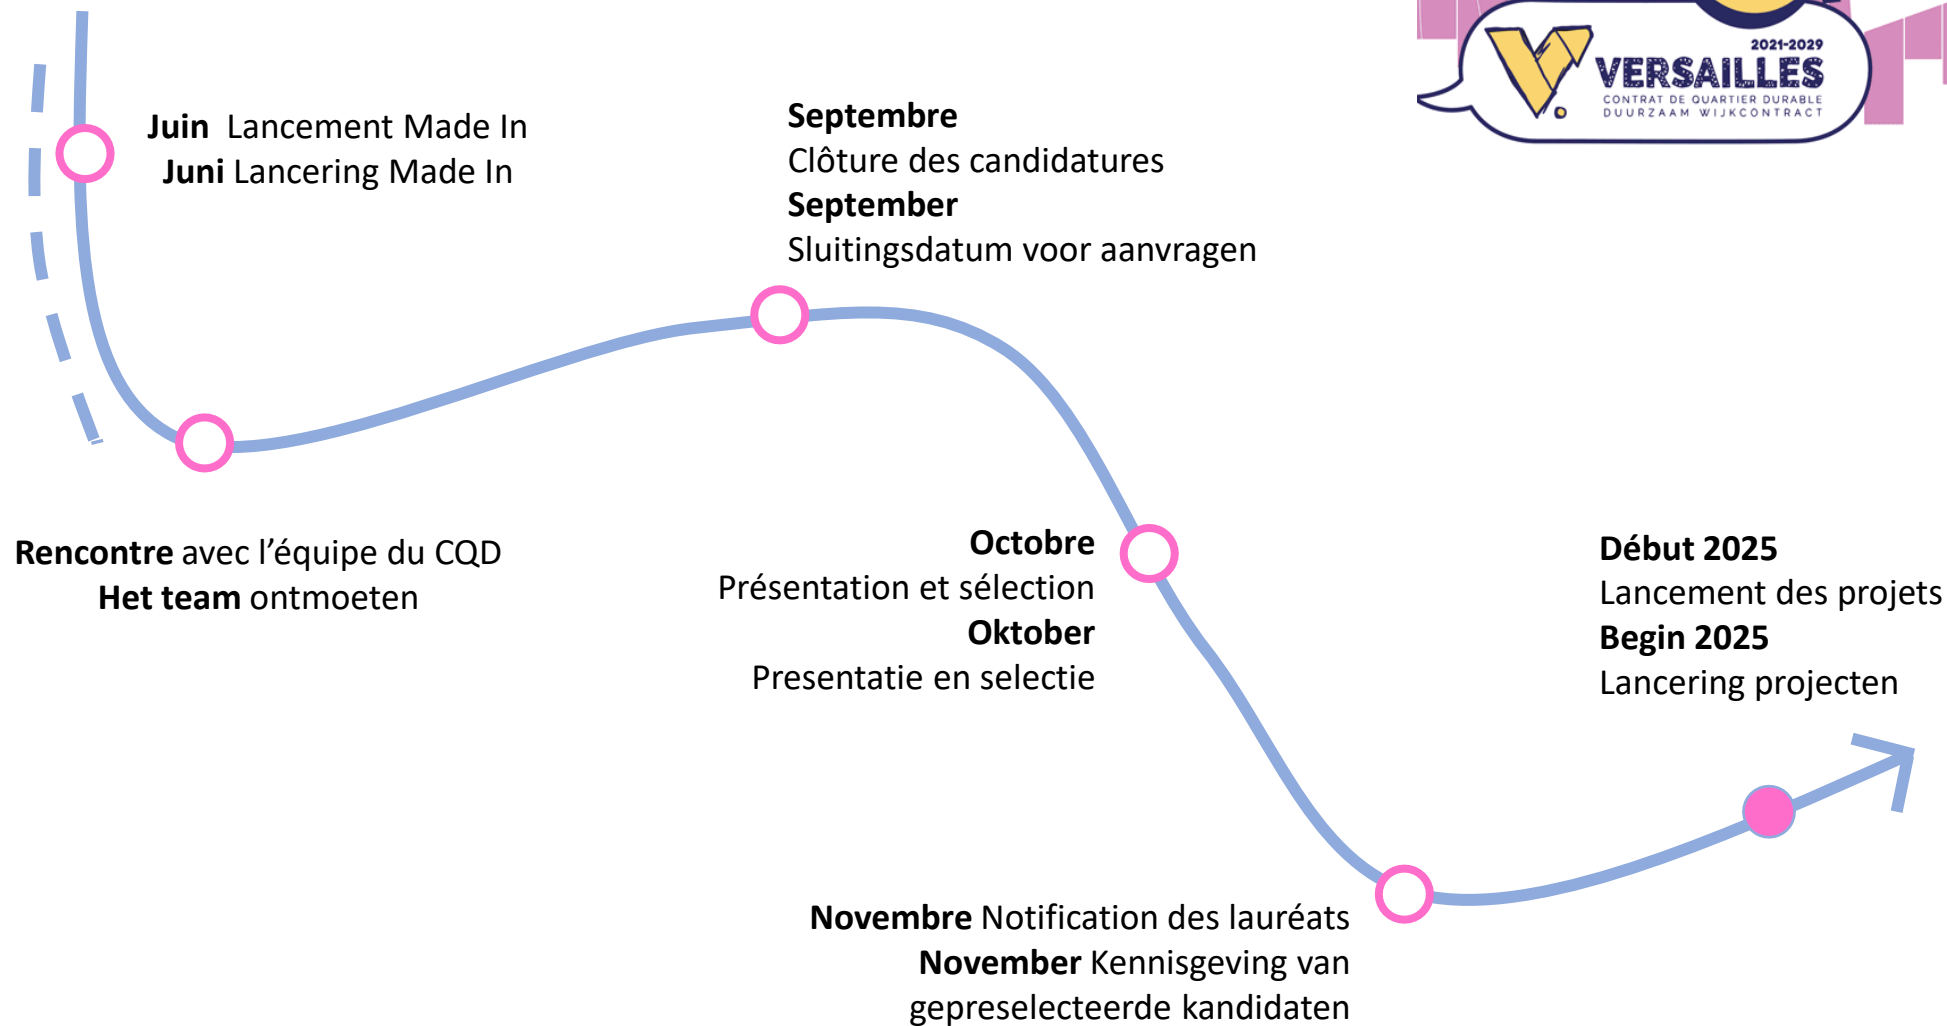 2021-2029
VERSAILLES
CONTRAT DE QUARTIER DURABLE
DUURZAAM WIJKCONTRACT
Juin Lancement Made In
Juni Lancering Made In
Septembre
Clôture des candidatures
September
Sluitingsdatum voor aanvragen
Rencontre avec l’équipe du CQD
Het team ontmoeten
Octobre
Présentation et sélection
Oktober
Presentatie en selectie
Début 2025
Lancement des projets
Begin 2025
Lancering projecten
Novembre Notification des lauréats
November Kennisgeving van
gepreselecteerde kandidaten